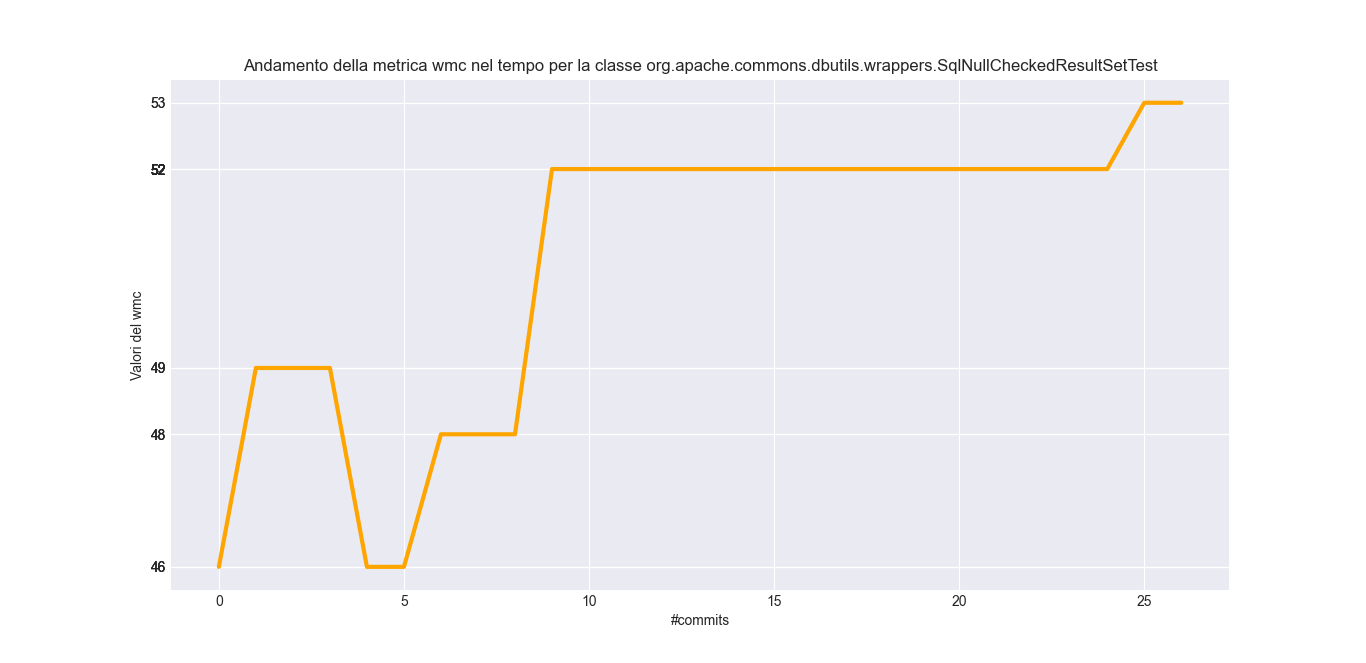 Andamento della metrica wmc nel tempo per la classe org.apache.commons.dbutils.wrappers.SqlNullCheckedResultSetTest
53
52
Valori del wmc
49
48
46
0 5 10 15 20 25
#commits